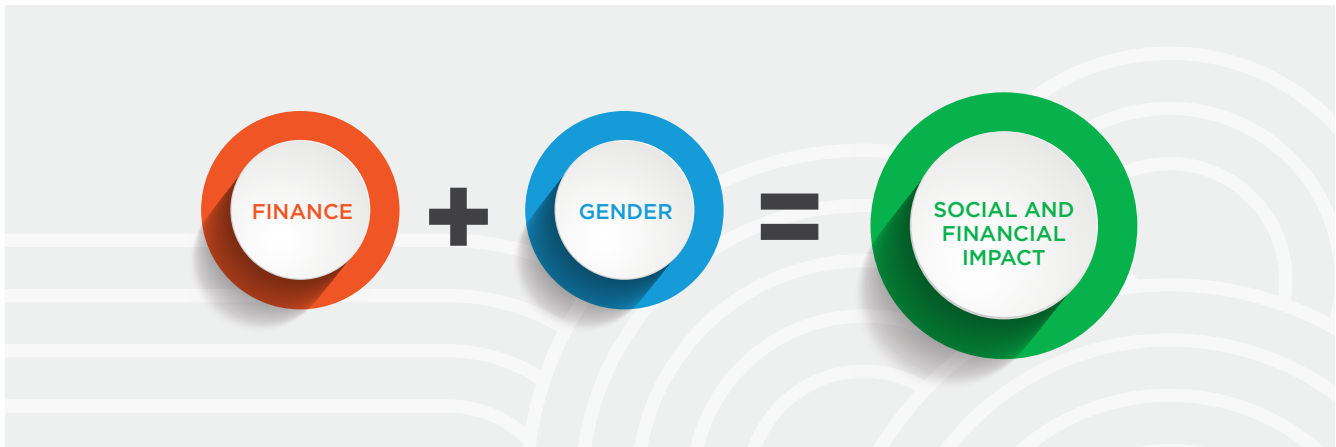 FINANCE
+
GENDER
=
SOCIAL AND
FINANCIAL
IMPACT